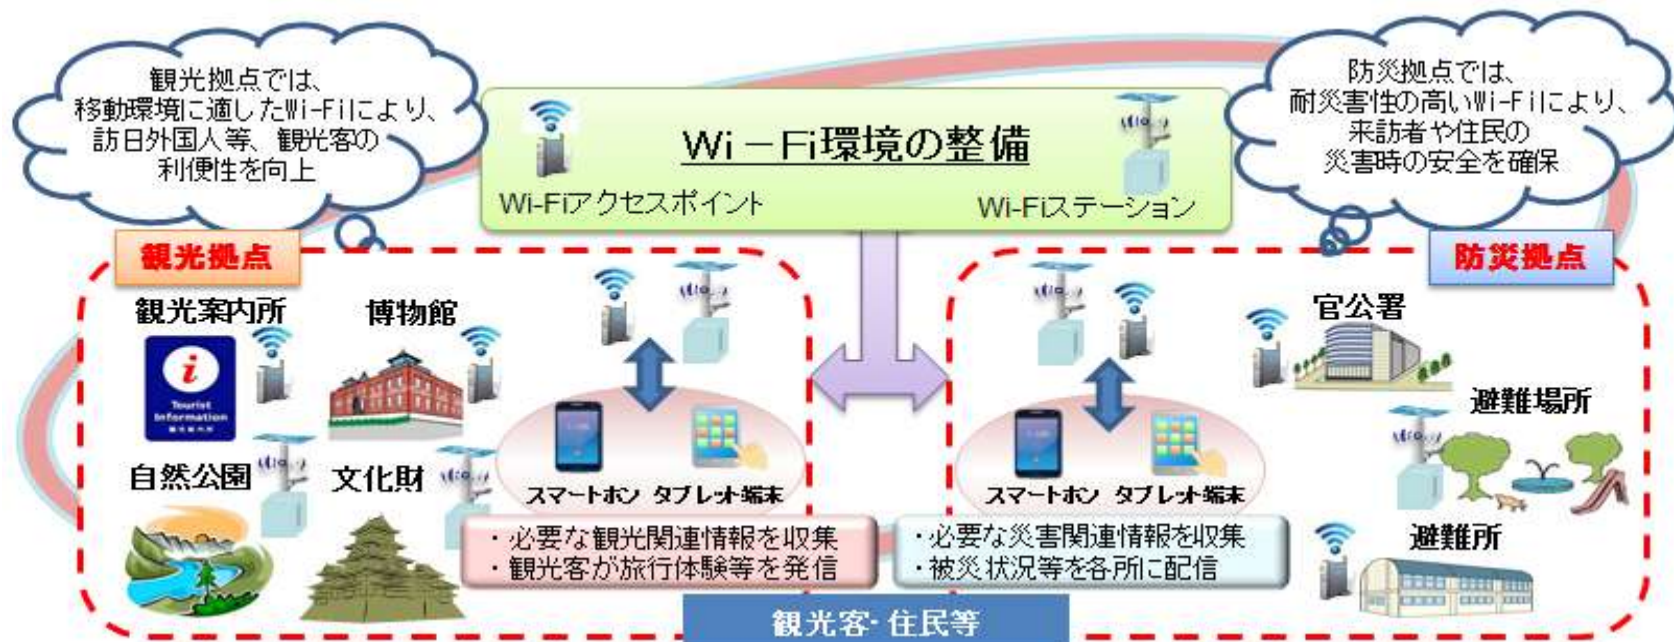 観光拠点では、
移動環境に適したWi-Fiにより、
訪日外国人等、観光客の
利便性を向上
Wi－Fi環境の整備
Wi-Fiアクセスポイント
Wi-Fiステーション
防災拠点では、
耐災害性の高いWi-Fiにより、
来訪者や住民の
災害時の安全を確保
観光拠点
観光案内所
博物館
Tourist
Information
観光案内所
自然公園
文化財
スマートホン タブレット端末
・必要な観光関連情報を収集
・観光客が旅行体験等を発信
防災拠点
官公署
避難場所
避難所
スマートホン タブレット端末
・必要な災害関連情報を収集
・被災状況等を各所に配信
観光客・住民等